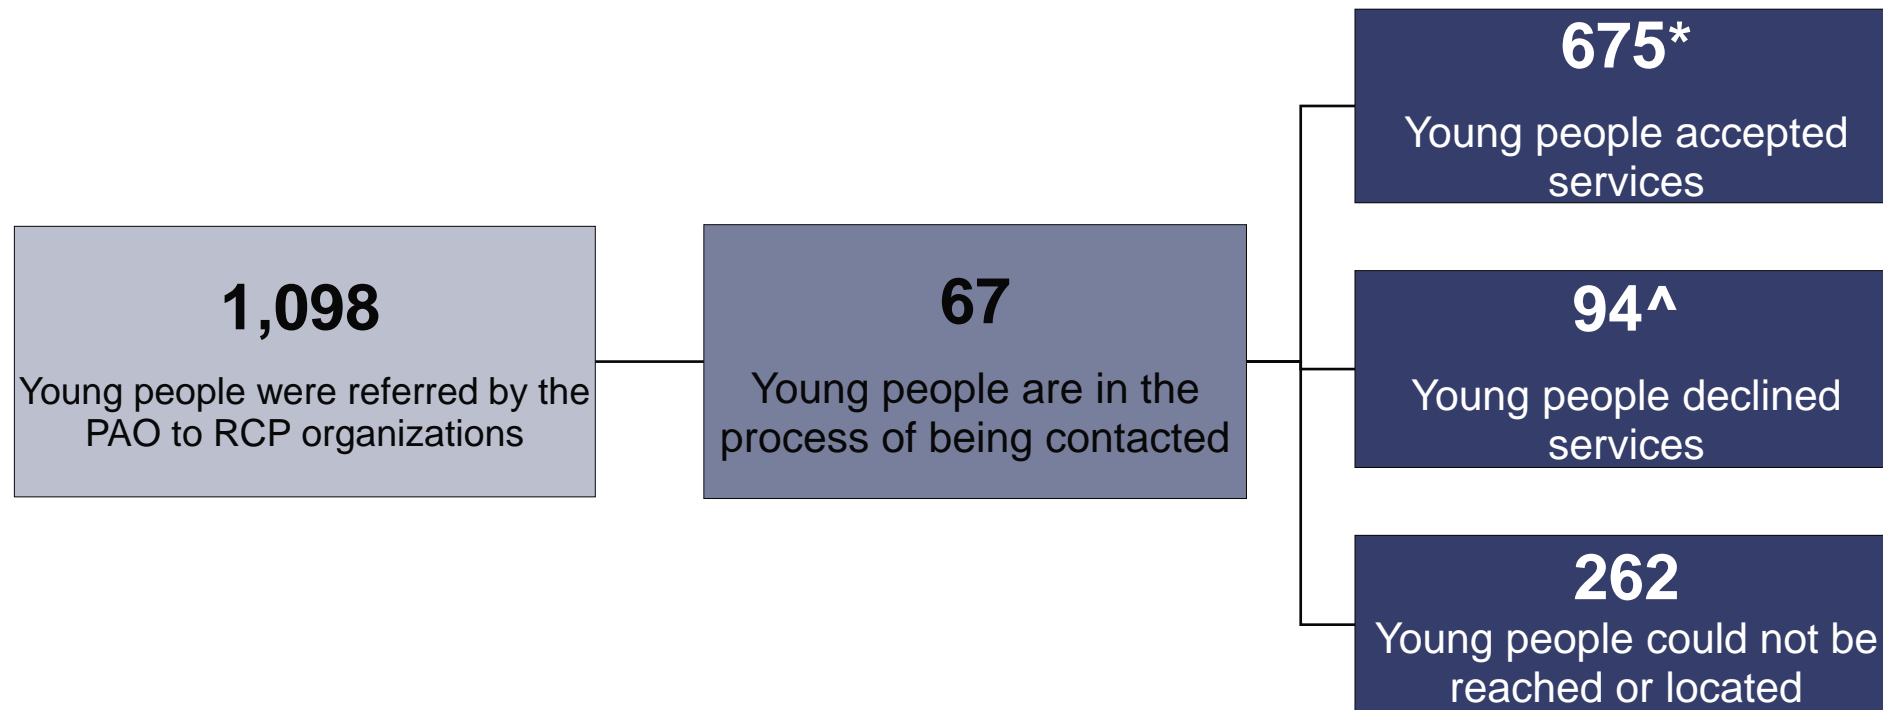 1,098
Young people were referred by the
PAO to RCP organizations
67
Young people are in the
process of being contacted
675*
Young people accepted
services
94^
Young people declined
services
262
Young people could not be
reached or located